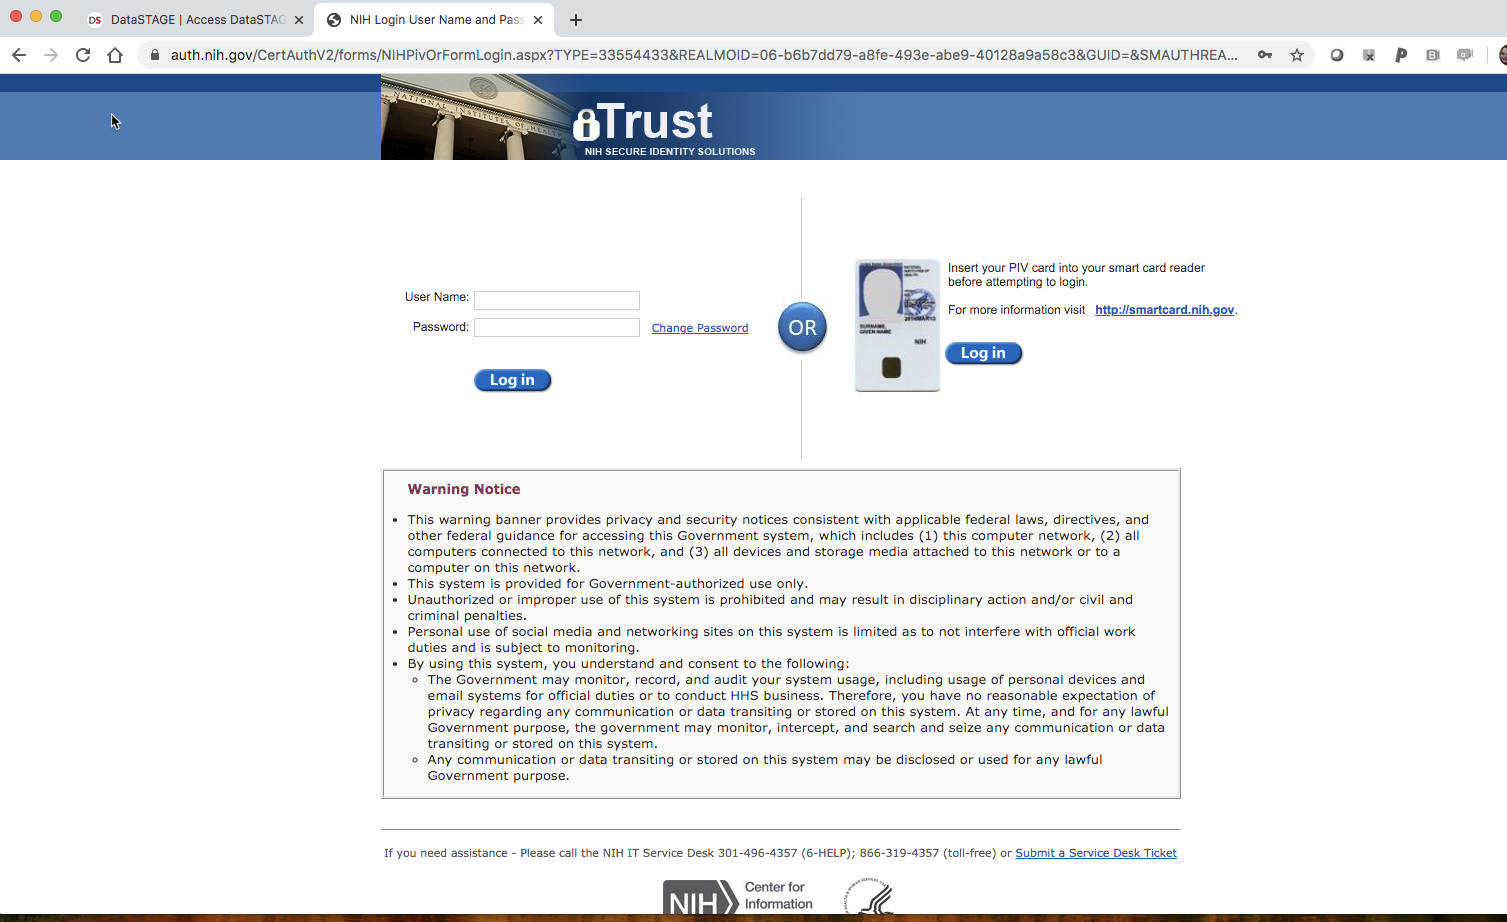 DS DataSTAGE | Access DataSTAG
NIH Login User Name and Pass
auth.nih.gov/CertAuthV2/forms/NIHPivOrFormLogin.aspx?TYPE=33554433&REALMOID=06-b6b7dd79-a8fe-493e-abe9-40128a9a58c3&GUID=&SMAUTHREA...
NATIONAL INSTITUTES OF HEALTH
iTrust
NIH SECURE IDENTITY SOLUTIONS
User Name:
Password:
Change Password
Log in
OR
SURNAME,
GIVEN NAME
NIH
Insert your PIV card into your smart card reader
before attempting to login.
For more information visit http://smartcard.nih.gov.
Log in
Warning Notice
• This warning banner provides privacy and security notices consistent with applicable federal laws, directives, and
other federal guidance for accessing this Government system, which includes (1) this computer network, (2) all
computers connected to this network, and (3) all devices and storage media attached to this network or to a
computer on this network.
• This system is provided for Government-authorized use only.
• Unauthorized or improper use of this system is prohibited and may result in disciplinary action and/or civil and
criminal penalties.
• Personal use of social media and networking sites on this system is limited as to not interfere with official work
duties and is subject to monitoring.
• By using this system, you understand and consent to the following:
◦ The Government may monitor, record, and audit your system usage, including usage of personal devices and
email systems for official duties or to conduct HHS business. Therefore, you have no reasonable expectation of
privacy regarding any communication or data transiting or stored on this system. At any time, and for any lawful
Government purpose, the government may monitor, intercept, and search and seize any communication or data
transiting or stored on this system.
◦ Any communication or data transiting or stored on this system may be disclosed or used for any lawful
Government purpose.
If you need assistance - Please call the NIH IT Service Desk 301-496-4357 (6-HELP); 866-319-4357 (toll-free) or Submit a Service Desk Ticket
NIH
Center for
Information